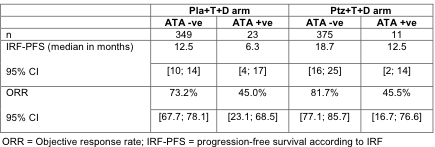 Pla+T+D arm Ptz+T+D arm
ATA -ve ATA +ve ATA -ve ATA +ve
n 349 23 375 11
IRF-PFS (median in months) 12.5 6.3 18.7 12.5
95% CI [10; 14] [4; 17] [16; 25] [2; 14]
ORR 73.2% 45.0% 81.7% 45.5%
95% CI [67.7; 78.1] [23.1; 68.5] [77.1; 85.7] [16.7; 76.6]
ORR = Objective response rate; IRF-PFS = progression-free survival according to IRF